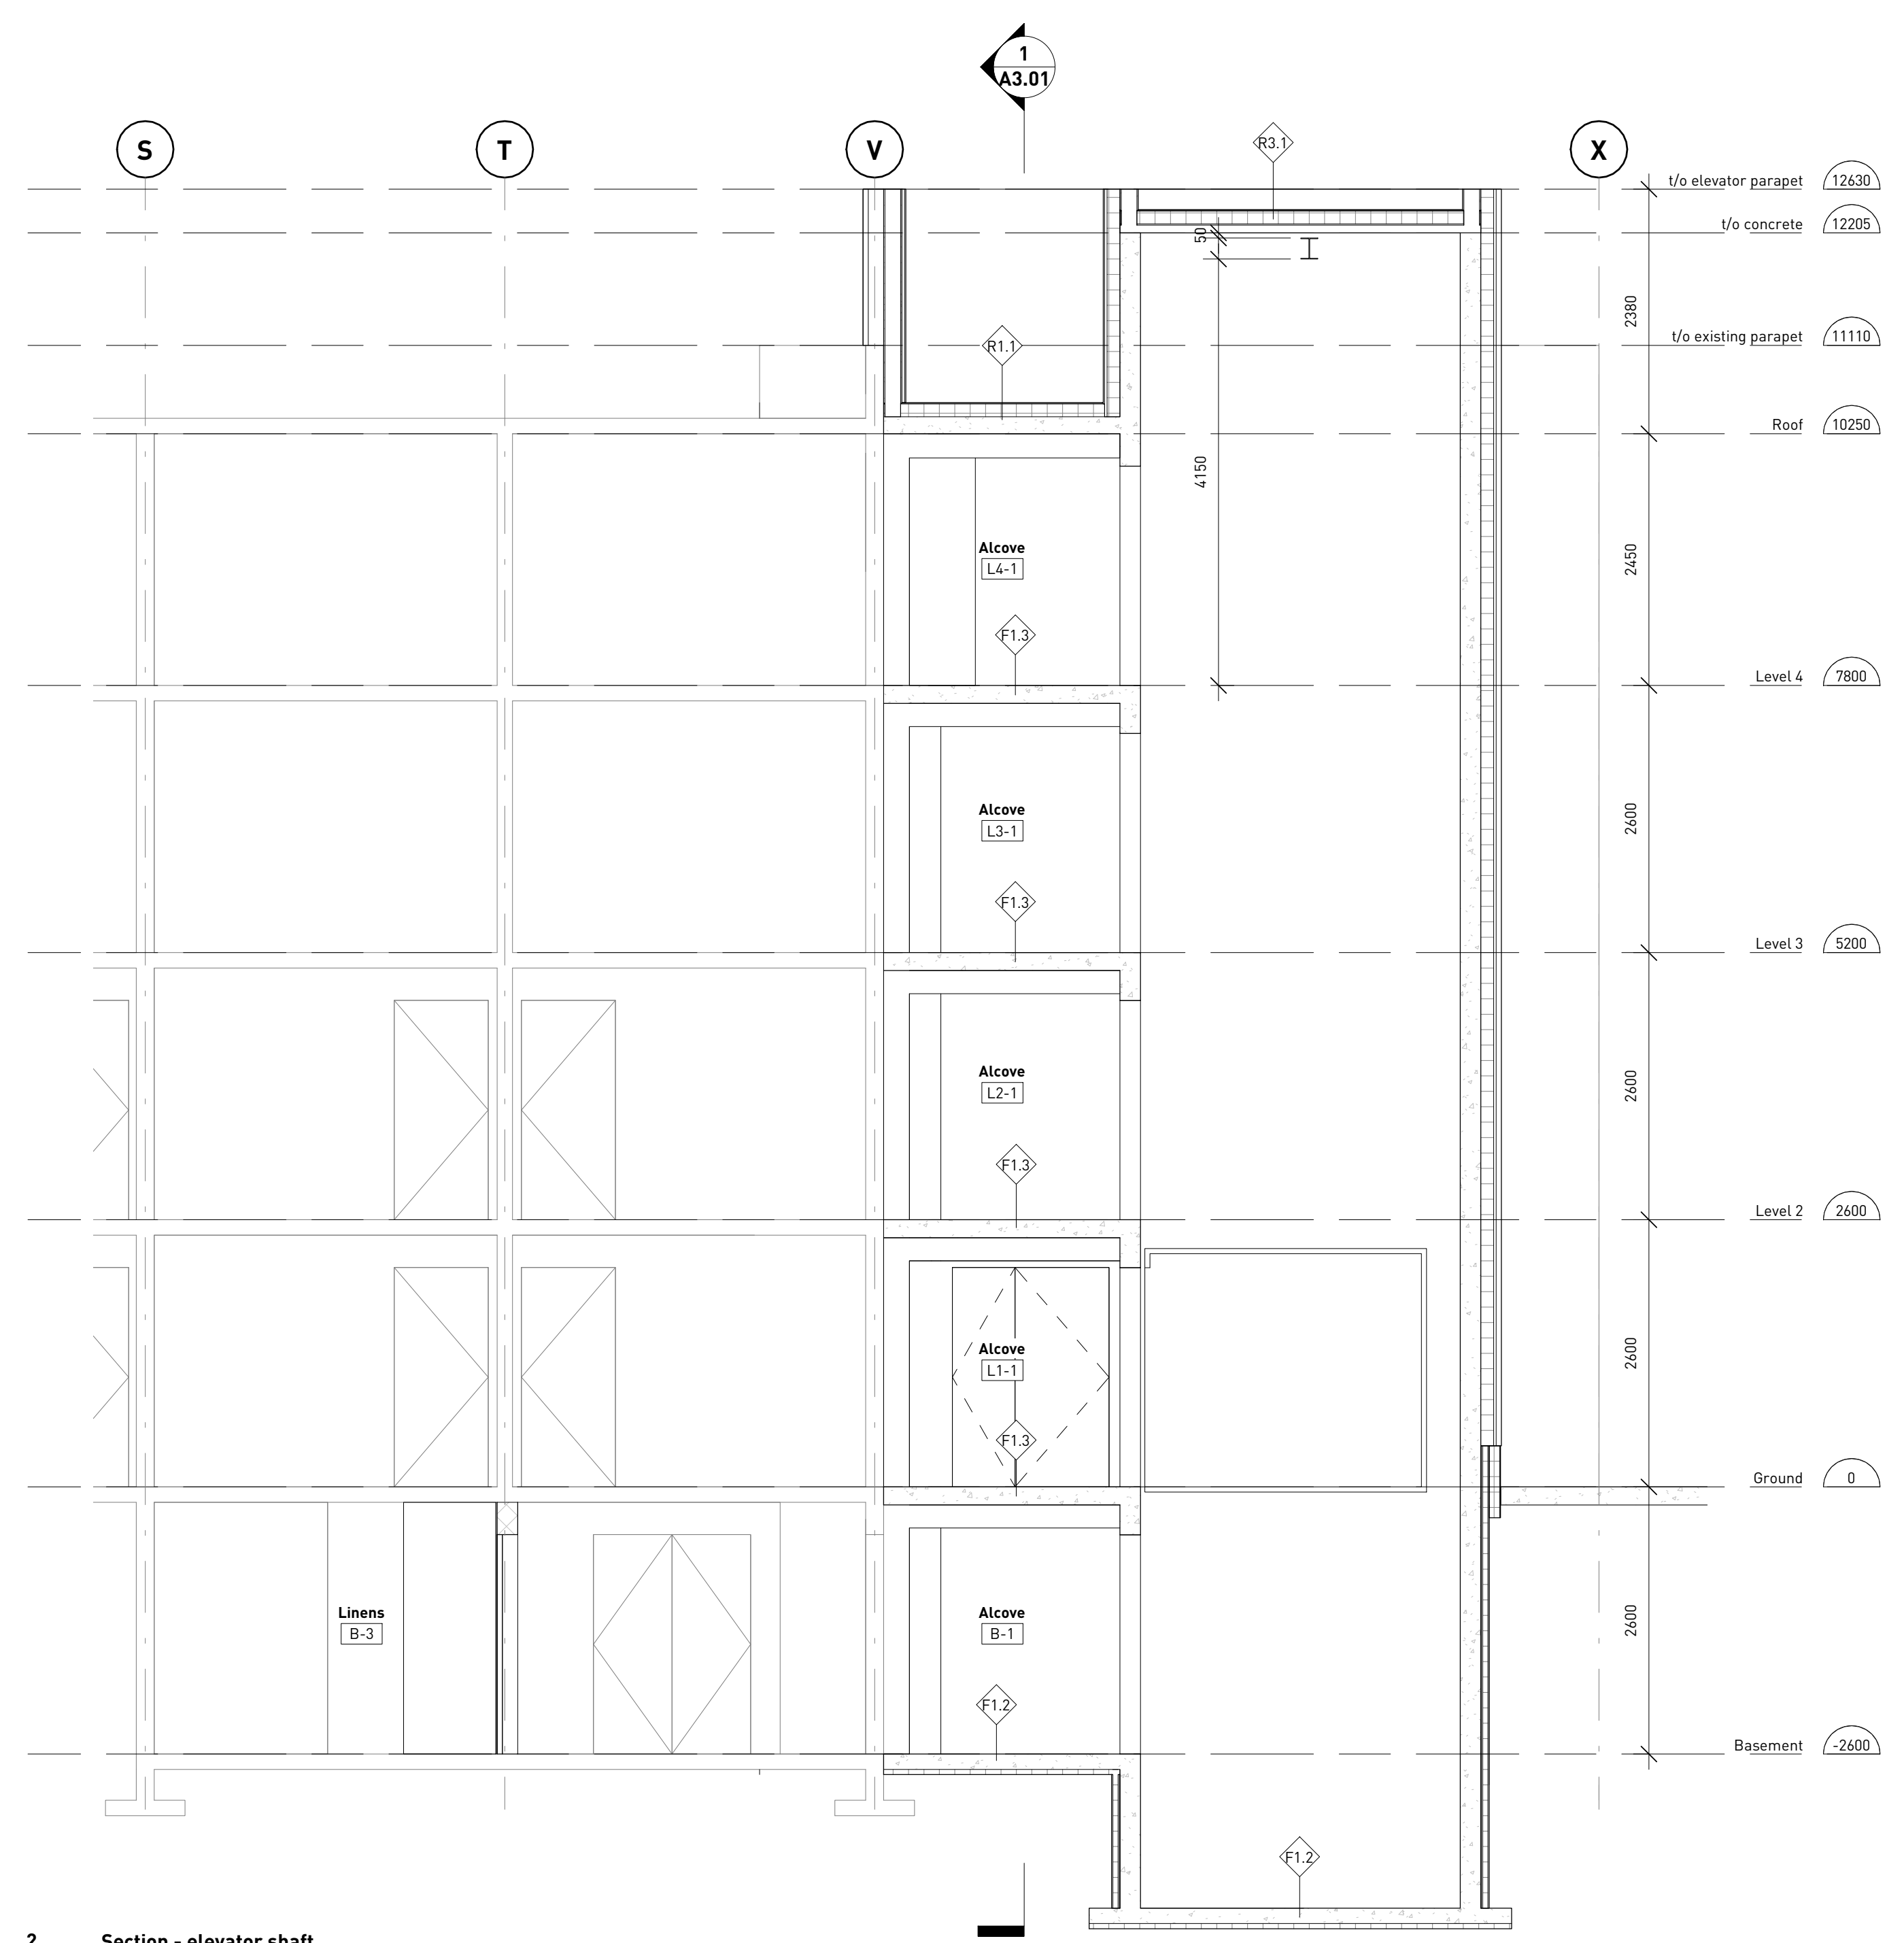 1
A3.01
S
T
V
X
R3.1
t/o elevator parapet 12630
t/o concrete 12205
50
2380
t/o existing parapet 11110
R1.1
Roof 10250
4150
Alcove
L4-1
2450
F1.3
Level 4 7800
Alcove
L3-1
2600
F1.3
Level 3 5200
Alcove
L2-1
2600
F1.3
Level 2 2600
Alcove
L1-1
2600
F1.3
Ground 0
Linens
B-3
Alcove
B-1
2600
F1.2
Basement -2600
F1.2
2 Section - elevator shaft